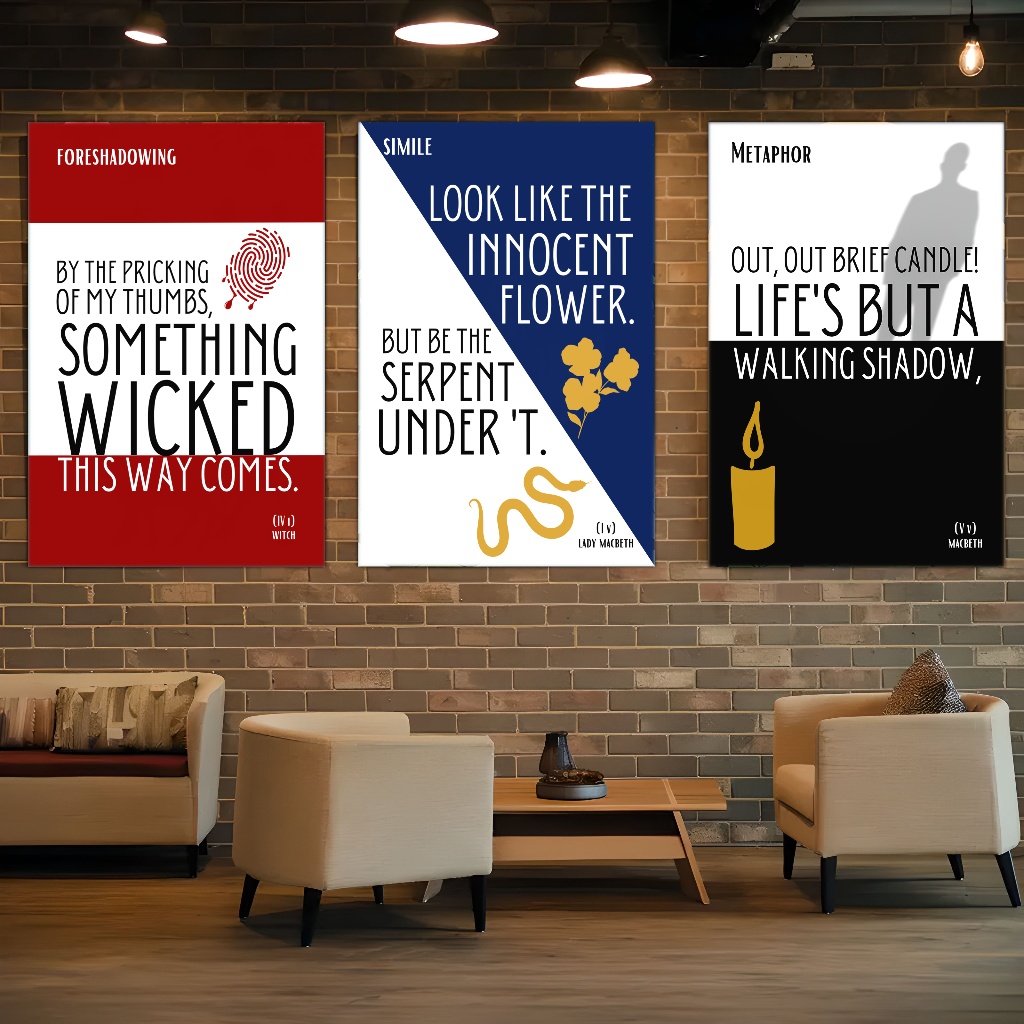 FORESHADOWING
BY THE PRICKING
OF MY THUMBS,
SOMETHING
WICKED
THIS WAY COMES.
(IV i)
WITCH
SIMILE
LOOK LIKE THE
INNOCENT
FLOWER.
BUT BE THE
SERPENT
UNDER 'T.
(I v)
LADY MACBETH
METAPHOR
OUT, OUT BRIEF CANDLE!
LIFE'S BUT A
WALKING SHADOW,
(V v)
MACBETH